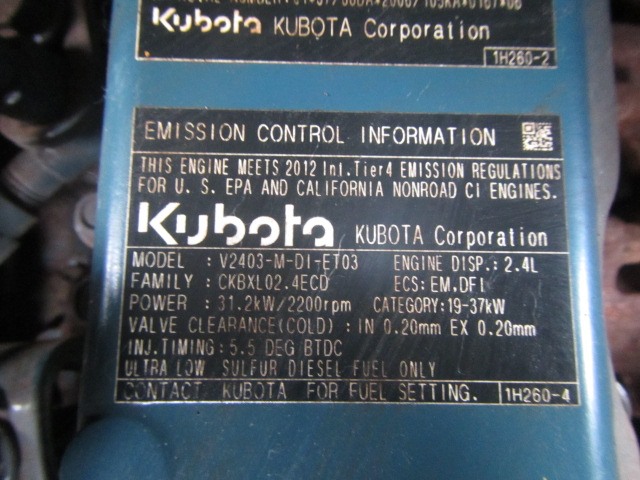 Kubota KUBOTA Corporation
1H260-2
EMISSION CONTROL INFORMATION
THIS ENGINE MEETS 2012 Int.Tier4 EMISSION REGULATIONS
FOR U. S. EPA AND CALIFORNIA NONROAD CI ENGINES.
Kubota KUBOTA Corporation
MODEL : V2403-M-DI-ET03 ENGINE DISP.: 2.4L
FAMILY : CKBXL02.4ECD ECS: EM,DFI
POWER : 31.2kW/2200rpm CATEGORY:19-37kW
VALVE CLEARANCE(COLD) : IN 0.20mm EX 0.20mm
INJ.TIMING: 5.5 DEG BTDC
ULTRA LOW SULFUR DIESEL FUEL ONLY
CONTACT KUBOTA FOR FUEL SETTING. 1H260-4